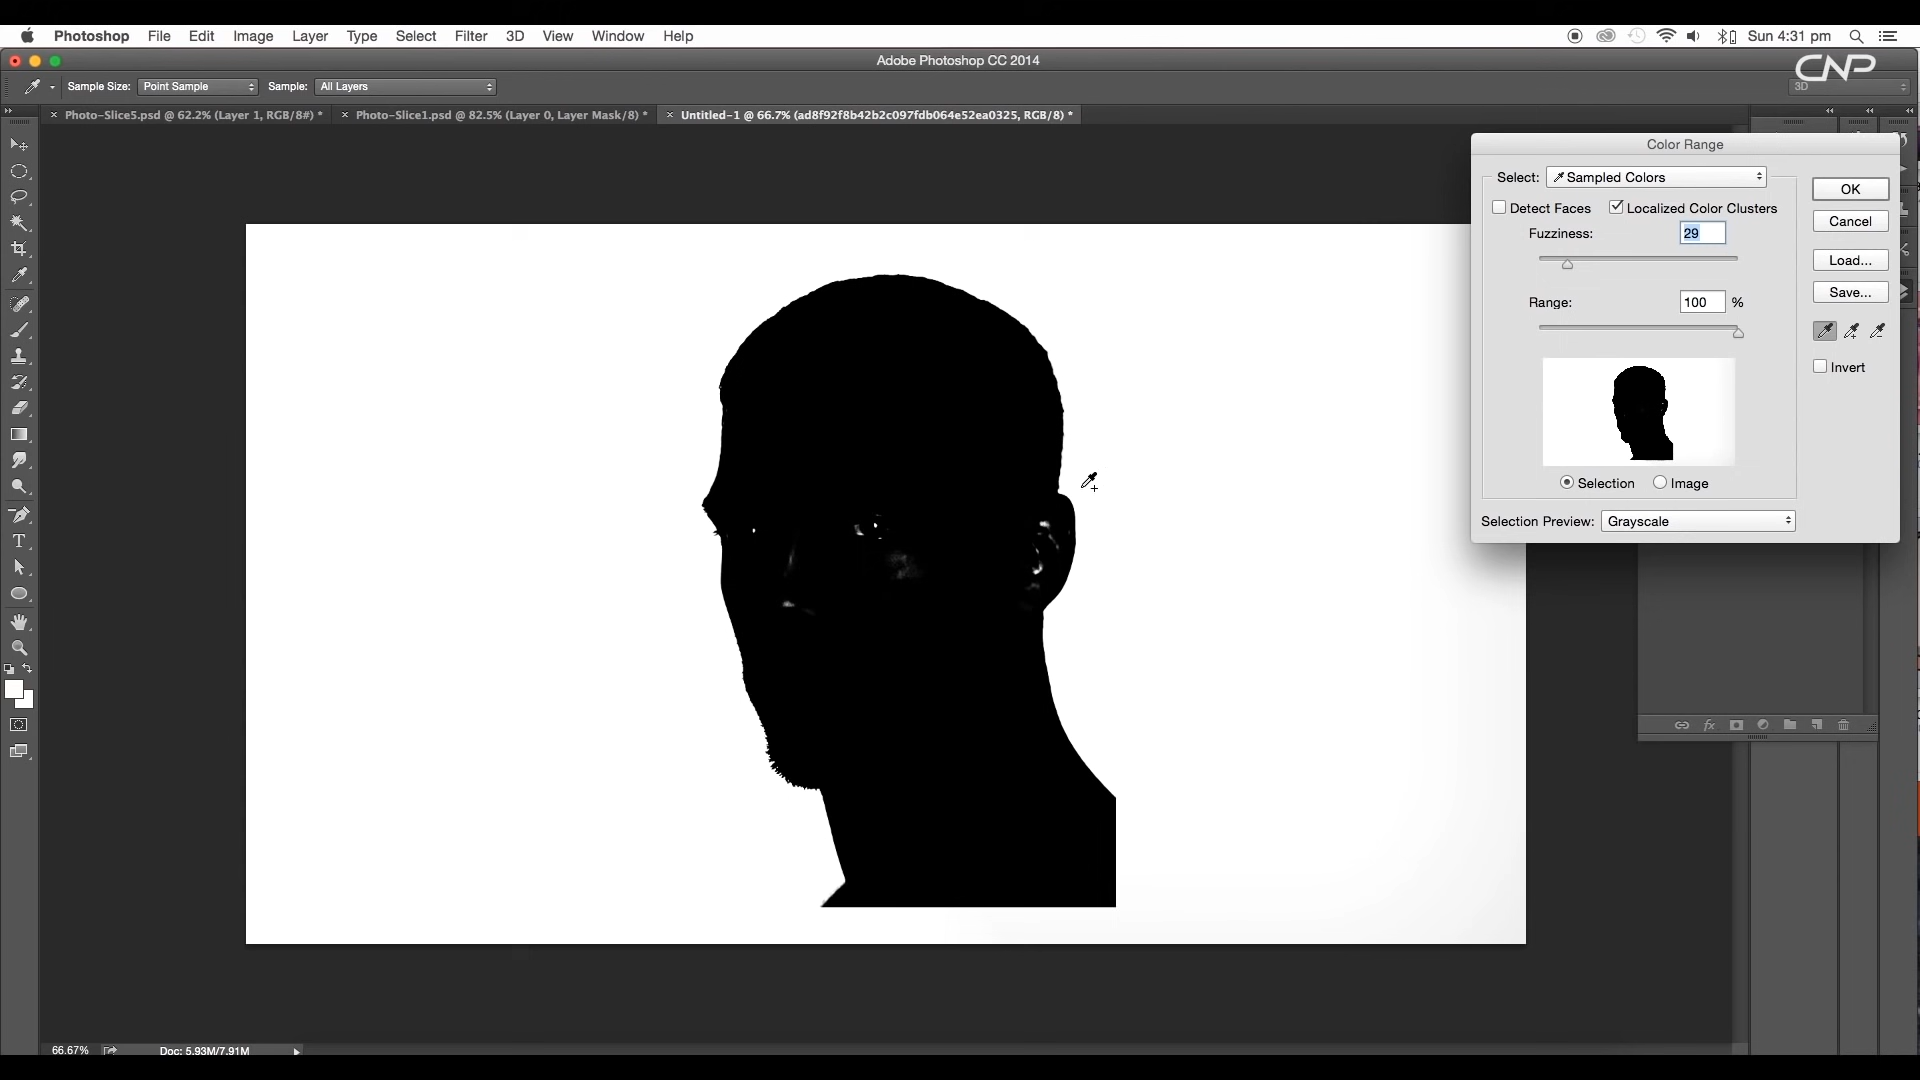 Photoshop File Edit Image Layer Type Select Filter 3D View Window Help Sun 4:31 pm
Adobe Photoshop CC 2014
CNP
Sample Size: Point Sample Sample: All Layers
3D
Photo-Slice5.psd @ 62.2% (Layer 1, RGB/8#) * Photo-Slice1.psd @ 82.5% (Layer 0, Layer Mask/8) * Untitled-1 @ 66.7% (ad8f92f8b42b2c097fdb064e52ea0325, RGB/8) *
Color Range
Select: Sampled Colors
OK
Detect Faces Localized Color Clusters
Cancel
Fuzziness: 29
Load...
Save...
Range: 100 %
Invert
Selection Image
Selection Preview: Grayscale
T
fx
66.67% Doc: 5.93M/7.91M